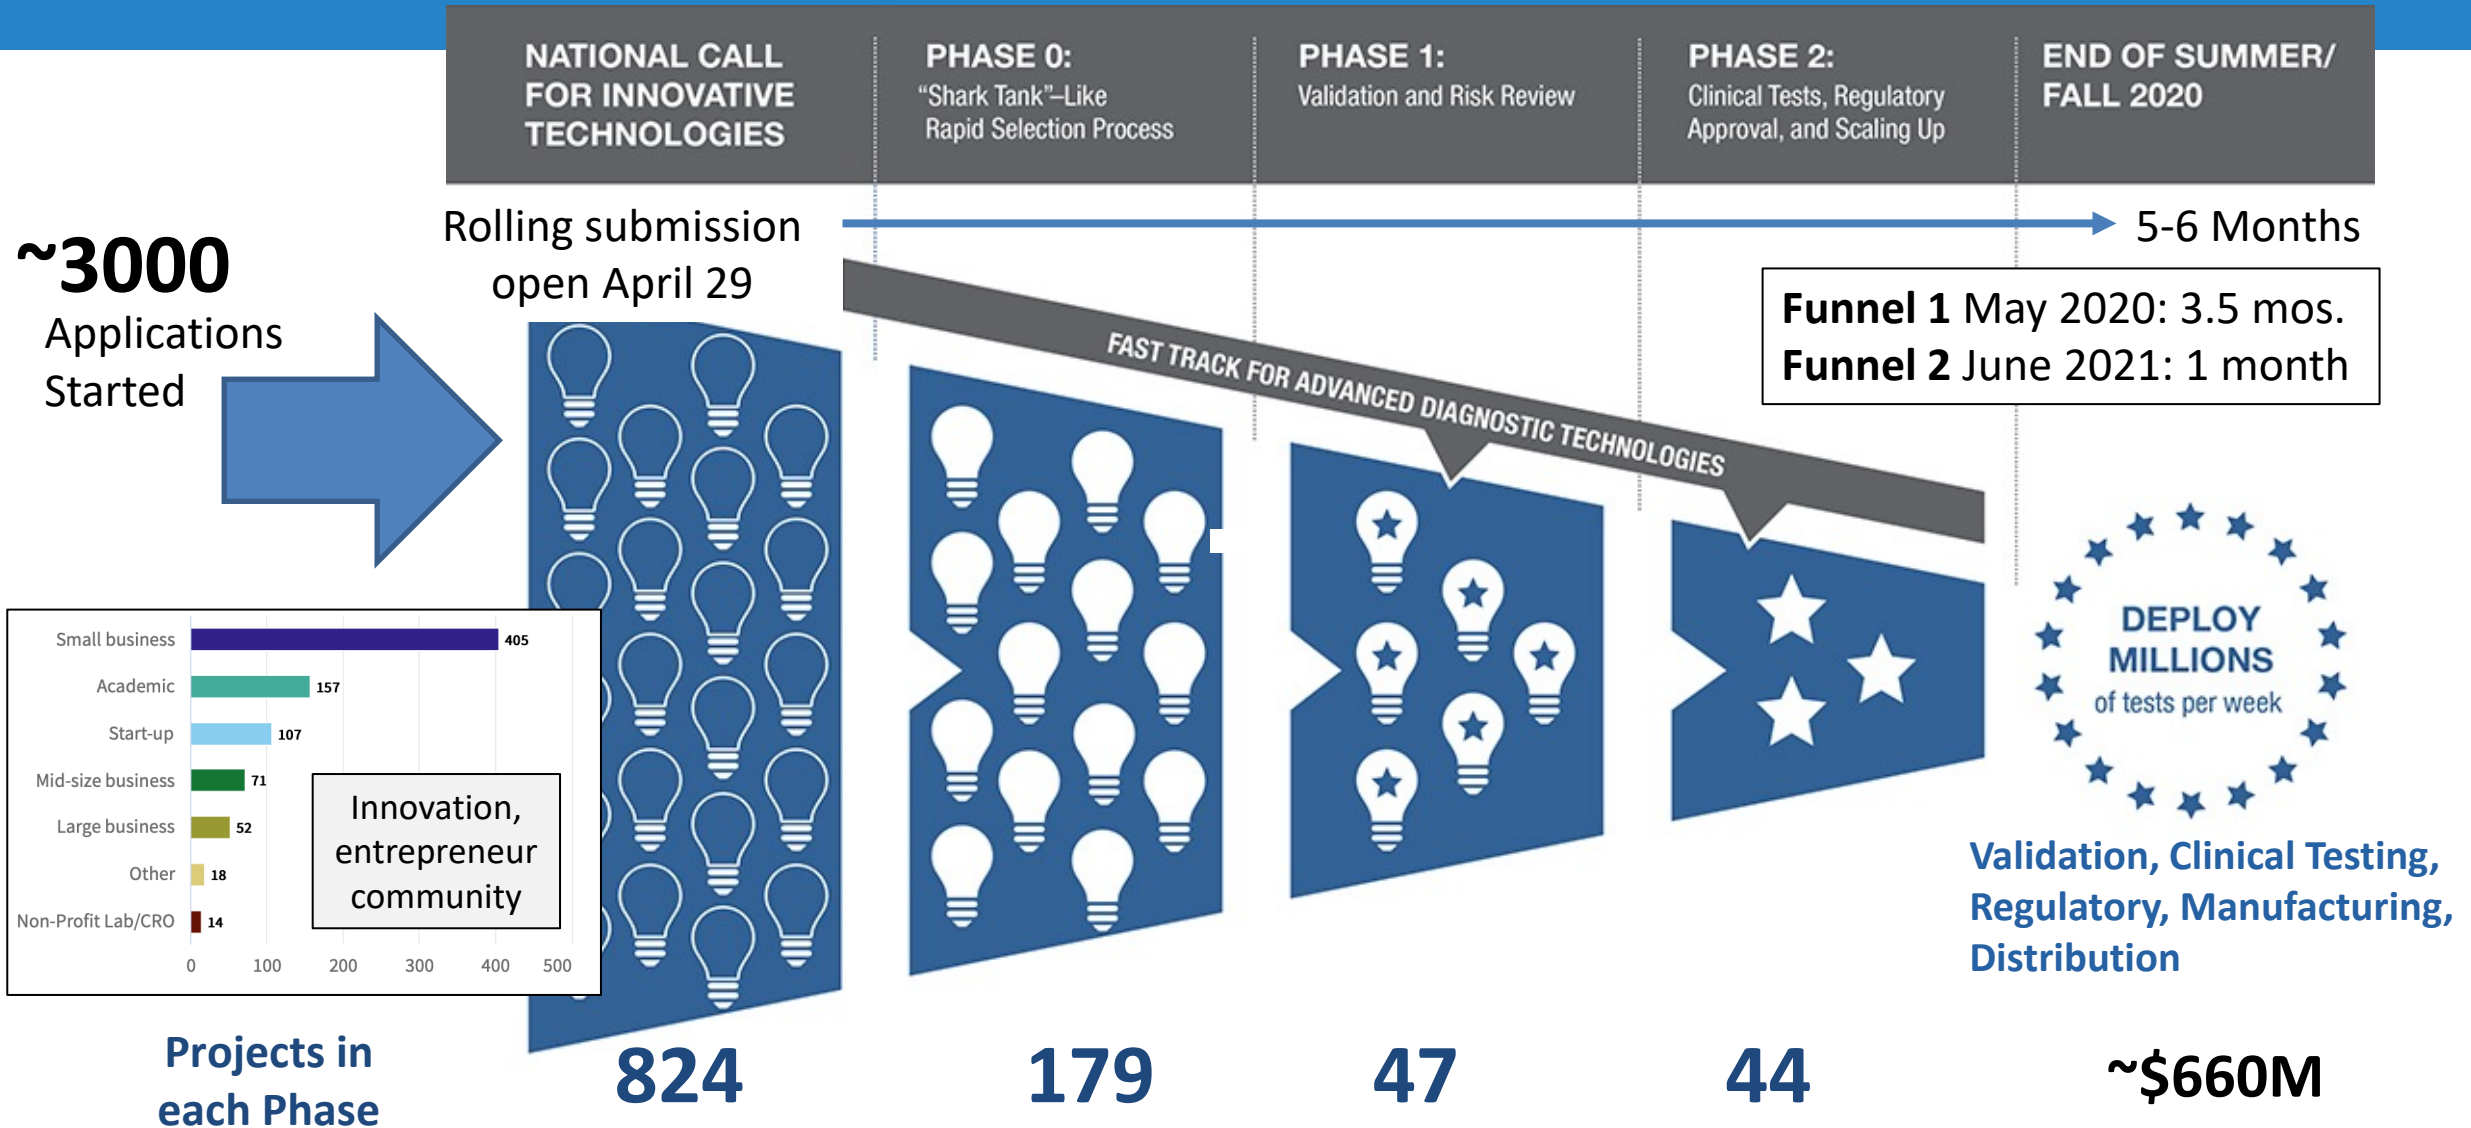 NATIONAL CALL
FOR INNOVATIVE
TECHNOLOGIES
PHASE 0:
“Shark Tank”–Like
Rapid Selection Process
PHASE 1:
Validation and Risk Review
PHASE 2:
Clinical Tests, Regulatory
Approval, and Scaling Up
END OF SUMMER/
FALL 2020
~3000
Applications
Started
Rolling submission
open April 29
5-6 Months
Funnel 1 May 2020: 3.5 mos.
Funnel 2 June 2021: 1 month
FAST TRACK FOR ADVANCED DIAGNOSTIC TECHNOLOGIES
Small business 405
Academic 157
Start-up 107
Mid-size business 71
Large business 52
Other 18
Non-Profit Lab/CRO 14
0 100 200 300 400 500
Innovation,
entrepreneur
community
DEPLOY
MILLIONS
of tests per week
Validation, Clinical Testing,
Regulatory, Manufacturing,
Distribution
Projects in
each Phase
824
179
47
44
~$660M